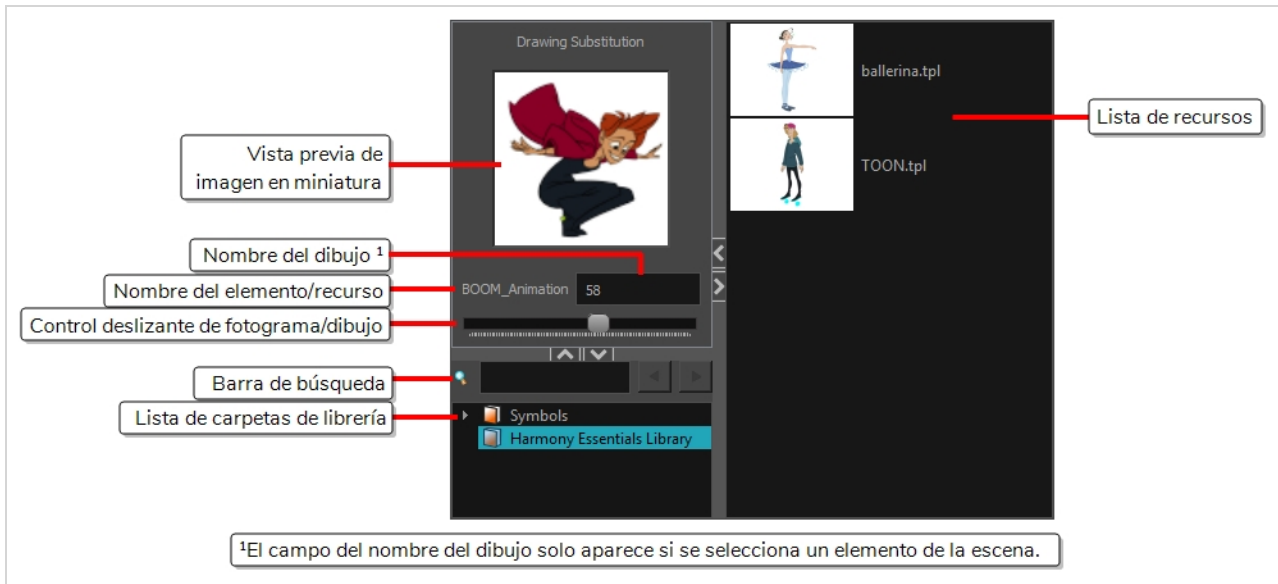 Drawing Substitution
ballerina.tpl
Lista de recursos
Vista previa de
imagen en miniatura
TOON.tpl
Nombre del dibujo ¹
Nombre del elemento/recurso
BOOM_Animation 58
Control deslizante de fotograma/dibujo
Barra de búsqueda
Lista de carpetas de librería
Symbols
Harmony Essentials Library
¹El campo del nombre del dibujo solo aparece si se selecciona un elemento de la escena.